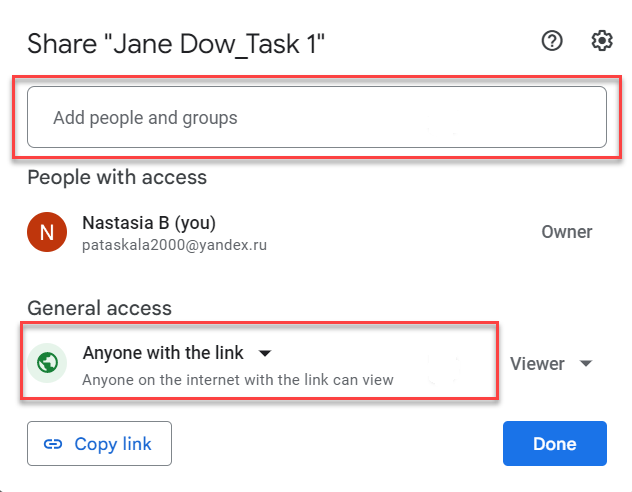 Share "Jane Dow_Task 1"
Add people and groups
People with access
N
Nastasia B (you)
pataskala2000@yandex.ru
Owner
General access
Anyone with the link
Anyone on the internet with the link can view
Viewer
Copy link
Done